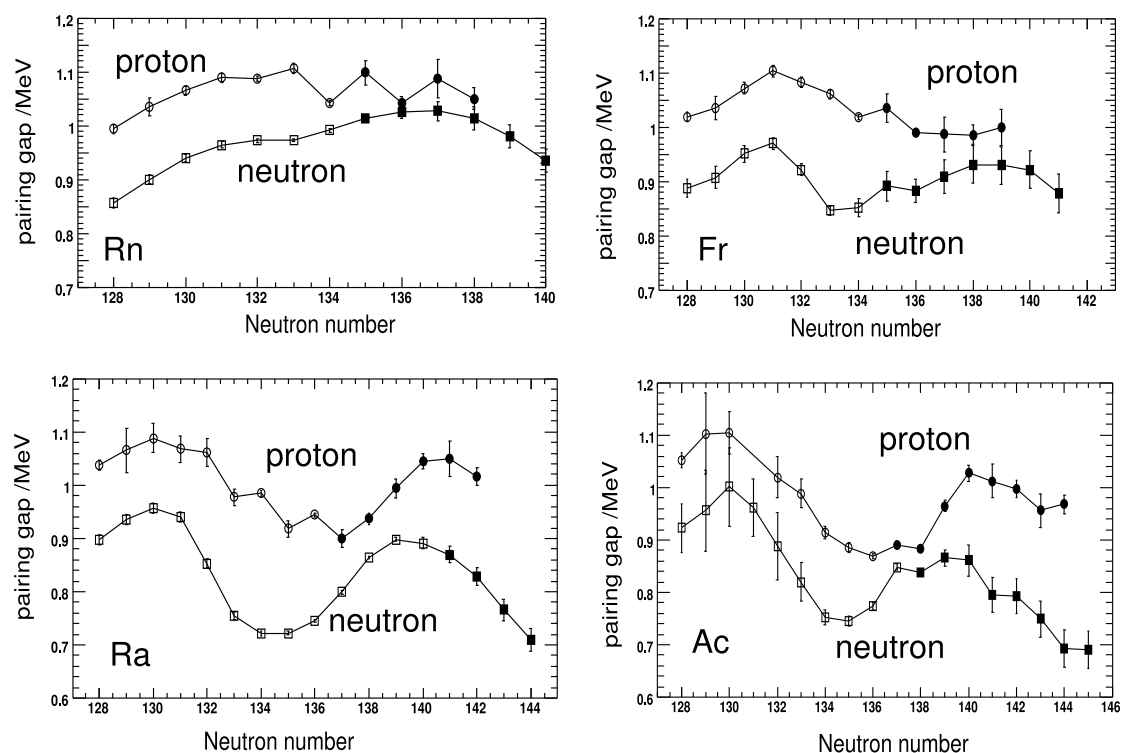 1.2
1.1
1
0.9
0.8
0.7
pairing gap /MeV
proton
neutron
Rn
128 130 132 134 136 138 140
Neutron number
1.2
1.1
1
0.9
0.8
0.7
pairing gap /MeV
proton
neutron
Fr
128 130 132 134 136 138 140 142
Neutron number
1.2
1.1
1
0.9
0.8
0.7
0.6
pairing gap /MeV
proton
neutron
Ra
128 130 132 134 136 138 140 142 144
Neutron number
1.2
1.1
1
0.9
0.8
0.7
0.6
pairing gap /MeV
proton
neutron
Ac
128 130 132 134 136 138 140 142 144 146
Neutron number